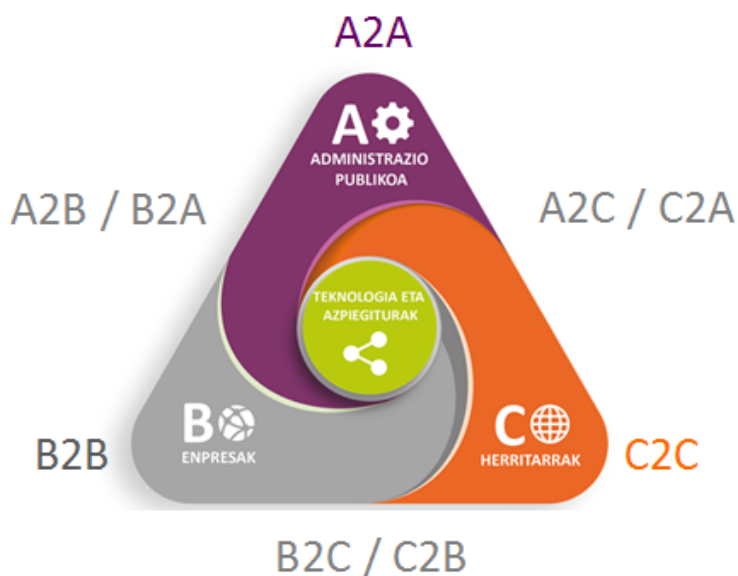 A2A
A
ADMINISTRAZIO
PUBLIKOA
A2B / B2A
A2C / C2A
TEKNOLOGIA ETA
AZPIEGITURAK
B
ENPRESAK
C
HERRITARRAK
B2B
C2C
B2C / C2B